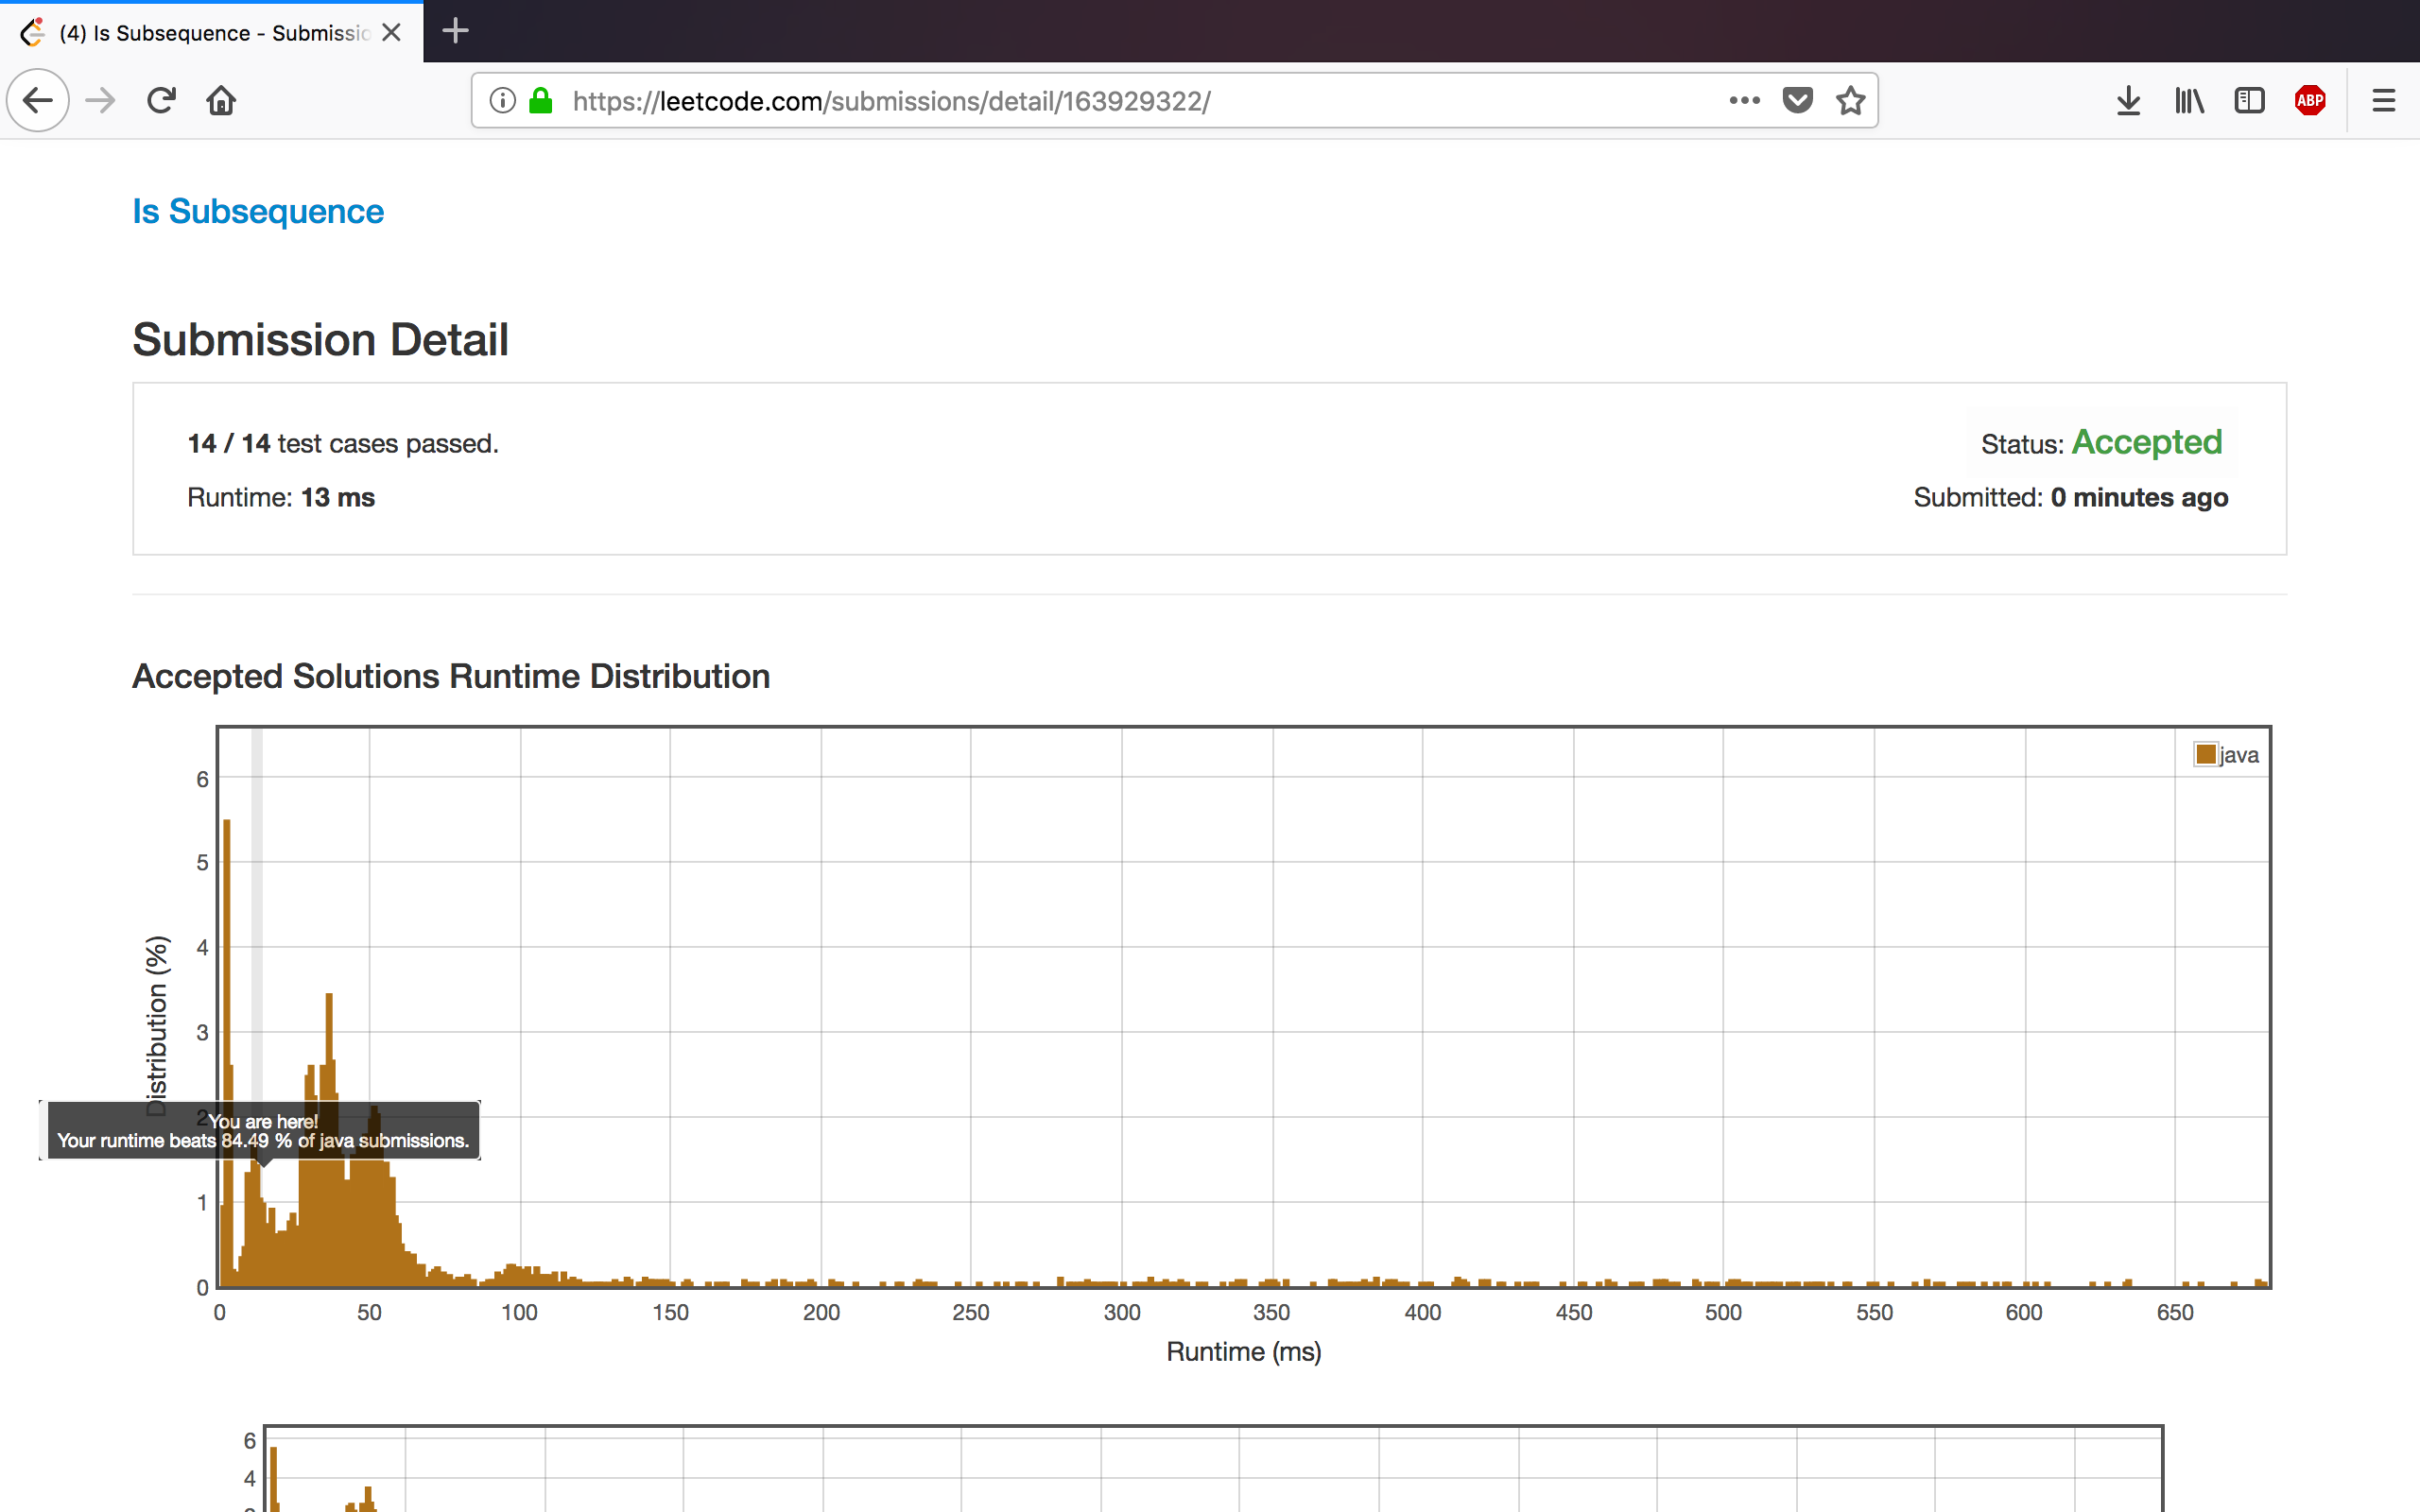 (4) Is Subsequence - Submissio
https://leetcode.com/submissions/detail/163929322/
ABP
Is Subsequence
Submission Detail
14 / 14 test cases passed.
Status: Accepted
Runtime: 13 ms
Submitted: 0 minutes ago
Accepted Solutions Runtime Distribution
java
6
5
4
3
2
1
0
Distribution (%)
You are here!
Your runtime beats 84.49 % of java submissions.
0 50 100 150 200 250 300 350 400 450 500 550 600 650
Runtime (ms)
6
4